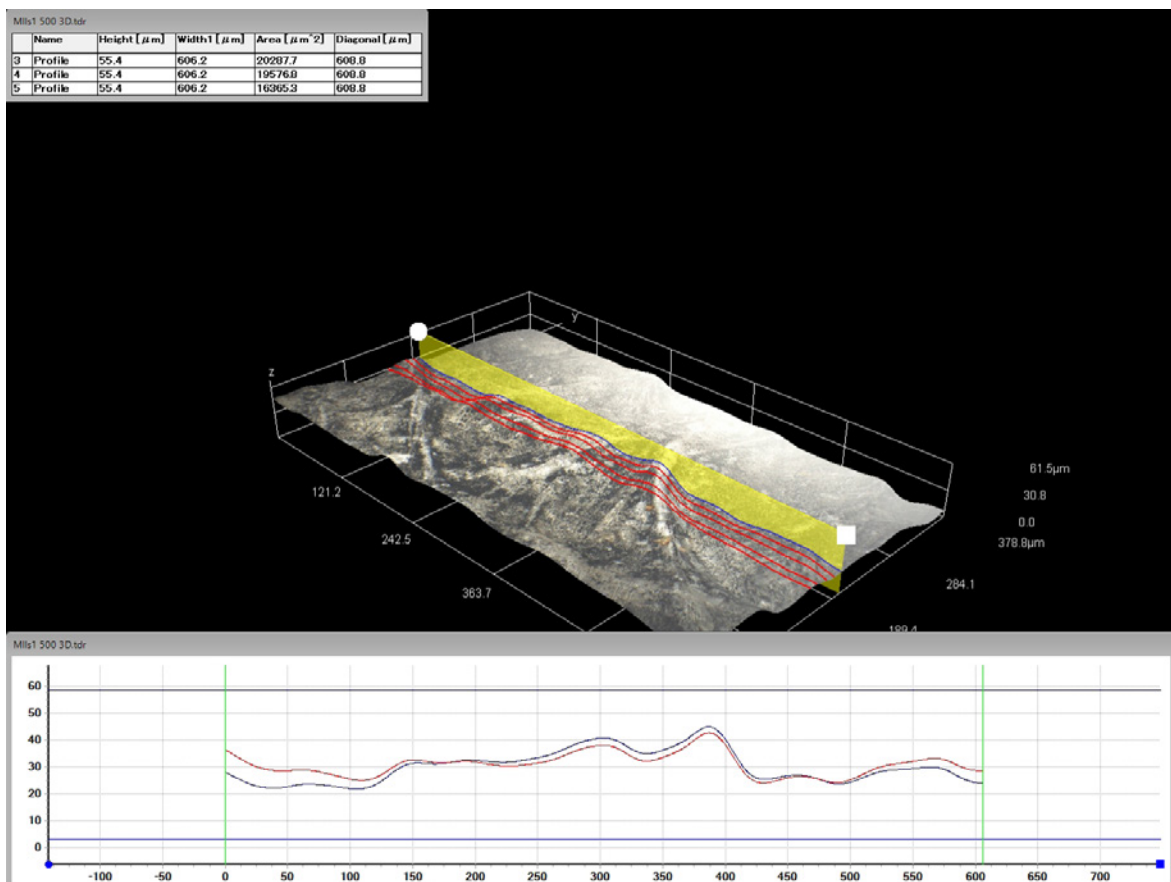 MIls1 500 3D.tdr
Name Height [μm] Width1 [μm] Area [μm^2] Diagonal [μm]
3 Profile 55.4 606.2 20287.7 608.8
4 Profile 55.4 606.2 19576.8 608.8
5 Profile 55.4 606.2 16365.3 608.8
y
z
121.2
242.5
363.7
61.5μm
30.8
0.0
378.8μm
284.1
189.4
MIls1 500 3D.tdr
60
50
40
30
20
10
0
-100 -50 0 50 100 150 200 250 300 350 400 450 500 550 600 650 700